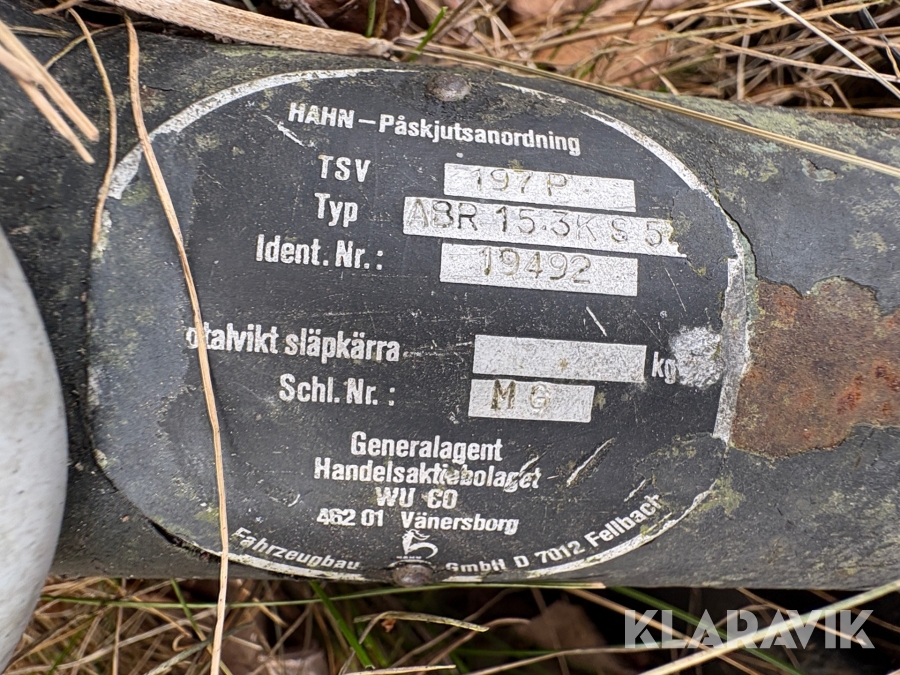 HAHN – Påskjutsanordning
TSV 197 P
Typ ABR 15.3K S 5
Ident. Nr.: 19492
otalvikt släpkärra kg
Schl. Nr.: M G
Generalagent
Handelsaktiebolaget
WU CO
462 01 Vänersborg
Fahrzeugbau HAHN GmbH D 7012 Fellbach
KLARAVIK